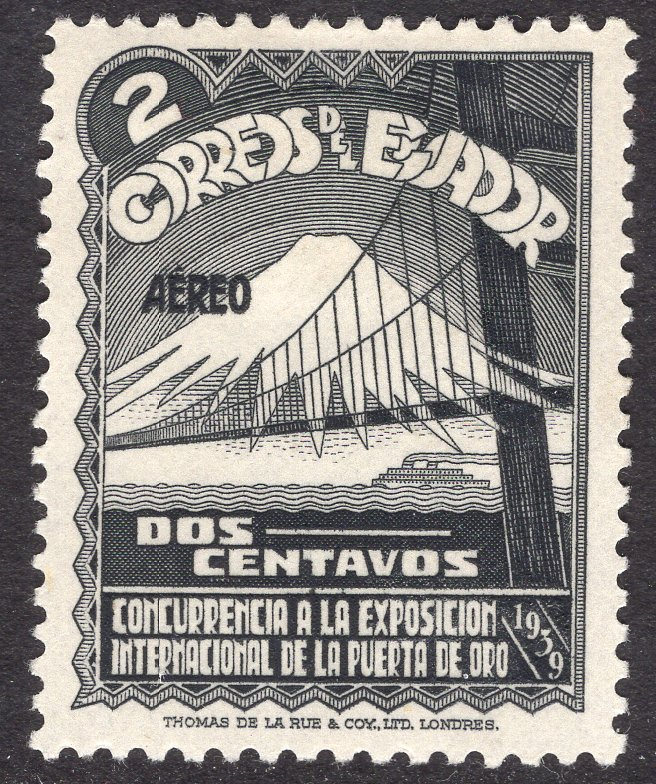 2
CORREOS DEL ECUADOR
AÉREO
DOS
CENTAVOS
CONCURRENCIA A LA EXPOSICION
INTERNACIONAL DE LA PUERTA DE ORO
1939
THOMAS DE LA RUE & COY., LTD. LONDRES.